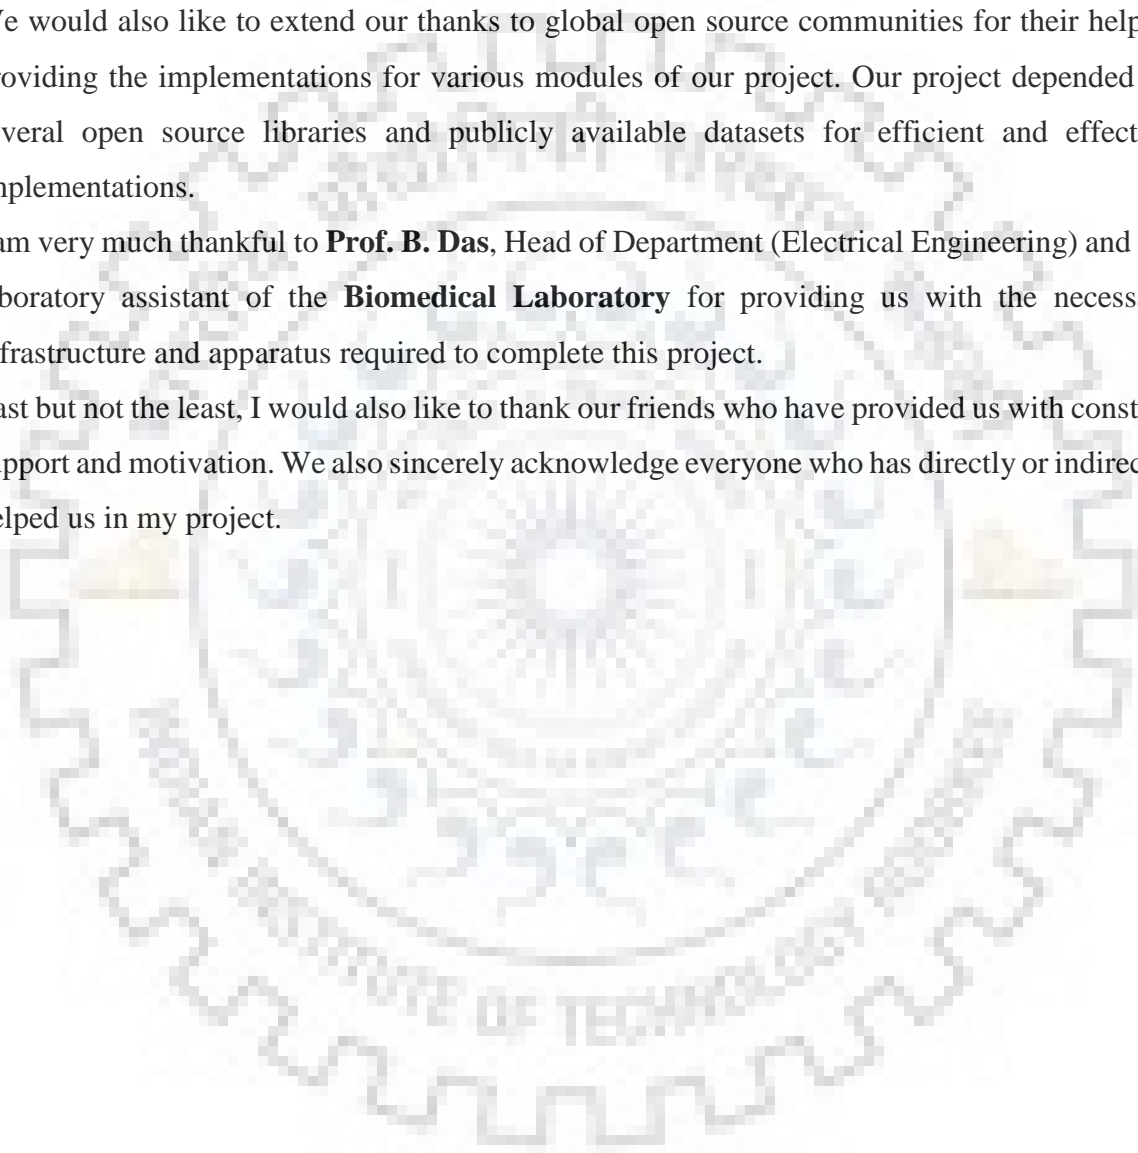 e would also like to extend our thanks to global open source communities for their help
roviding the implementations for various modules of our project. Our project depended
veral open source libraries and publicly available datasets for efficient and effect
nplementations.
am very much thankful to Prof. B. Das, Head of Department (Electrical Engineering) and
boratory assistant of the Biomedical Laboratory for providing us with the necess
frastructure and apparatus required to complete this project.
ast but not the least, I would also like to thank our friends who have provided us with const
pport and motivation. We also sincerely acknowledge everyone who has directly or indirec
elped us in my project.
INSTITUTE OF TECHNOLOGY